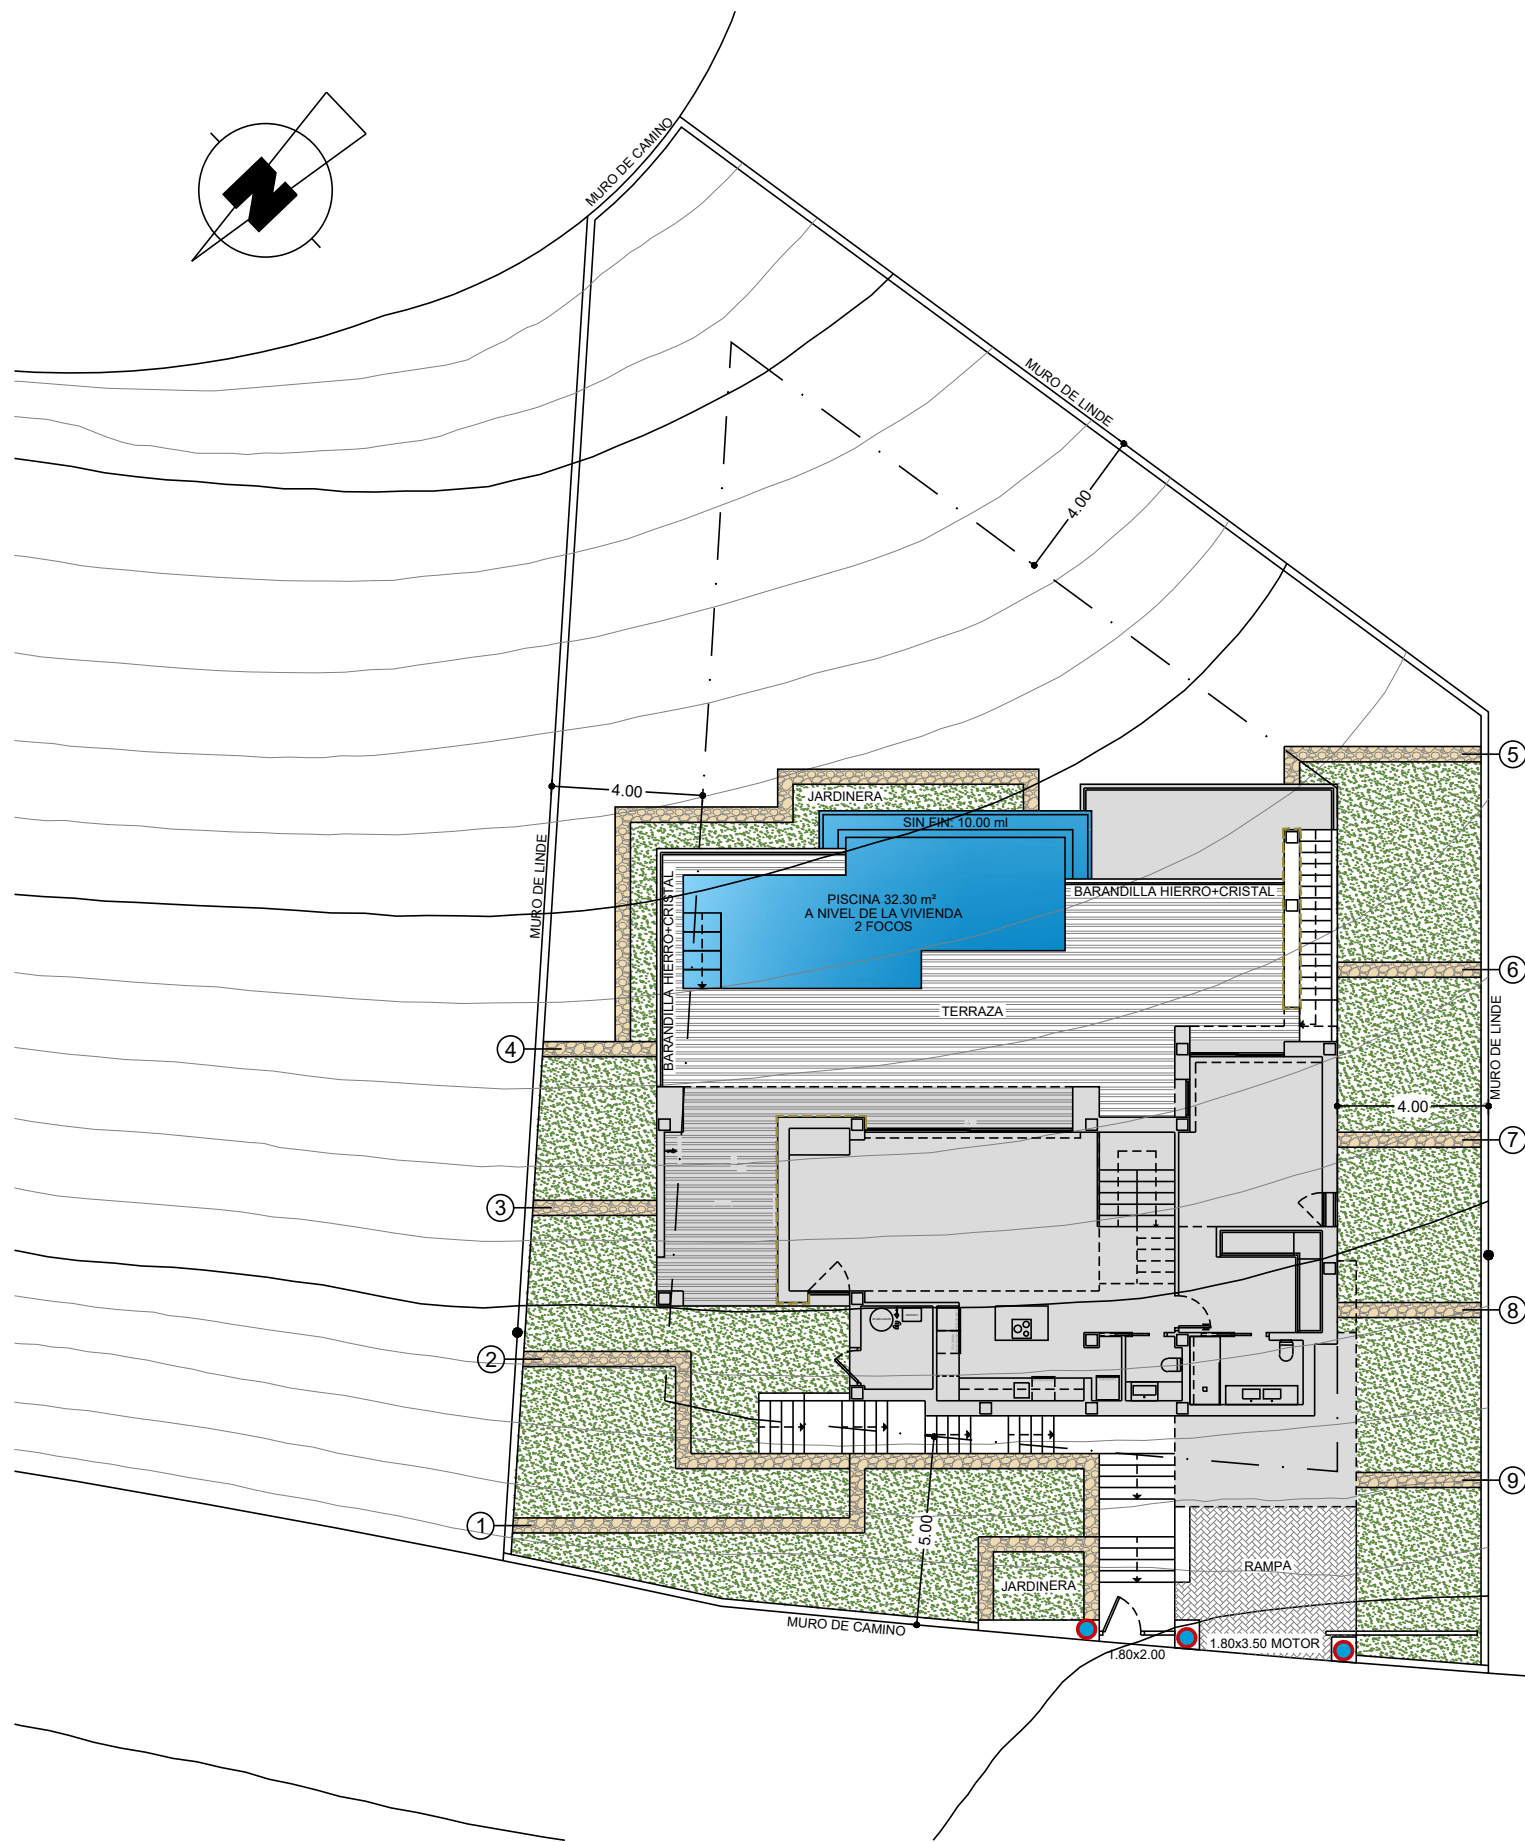 N
MURO DE CAMINO
MURO DE LINDE
4.00
5
4.00
JARDINERA
SIN FIN: 10.00 ml
MURO DE LINDE
BARANDILLA HIERRO+CRISTAL
BARANDILLA HIERRO+CRISTAL
PISCINA 32.30 m²
A NIVEL DE LA VIVIENDA
2 FOCOS
6
TERRAZA
MURO DE LINDE
4
4.00
7
3
8
2
9
1
5.00
RAMPA
JARDINERA
MURO DE CAMINO
1.80x3.50 MOTOR
1.80x2.00